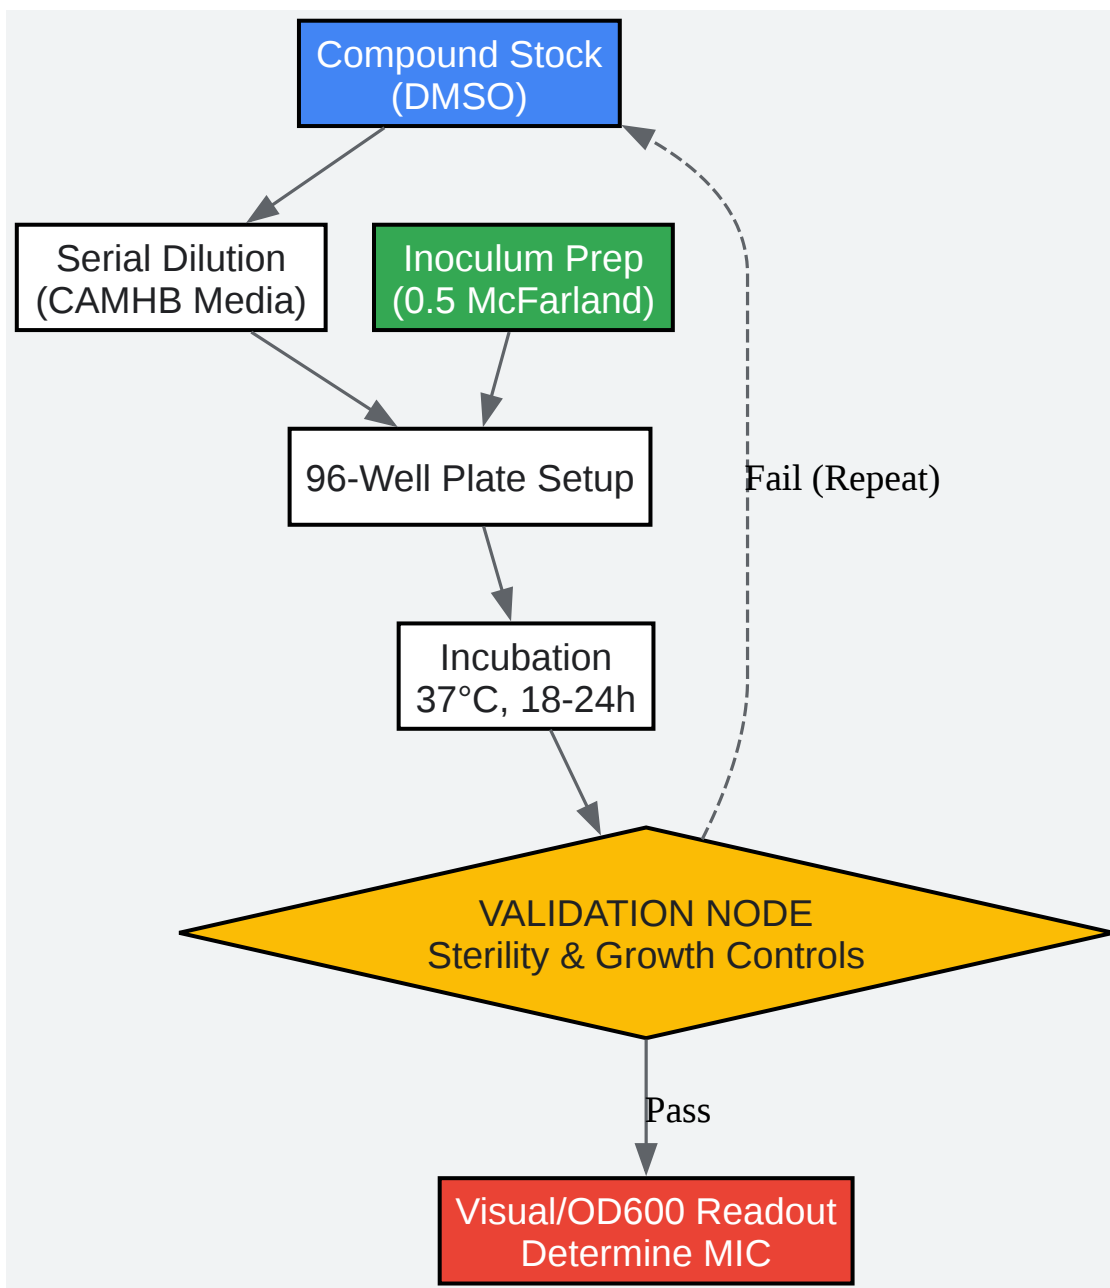 Compound Stock
(DMSO)
Serial Dilution
(CAMHB Media)
Inoculum Prep
(0.5 McFarland)
96-Well Plate Setup
Fail (Repeat)
Incubation
37°C, 18-24h
VALIDATION NODE
Sterility & Growth Controls
Pass
Visual/OD600 Readout
Determine MIC